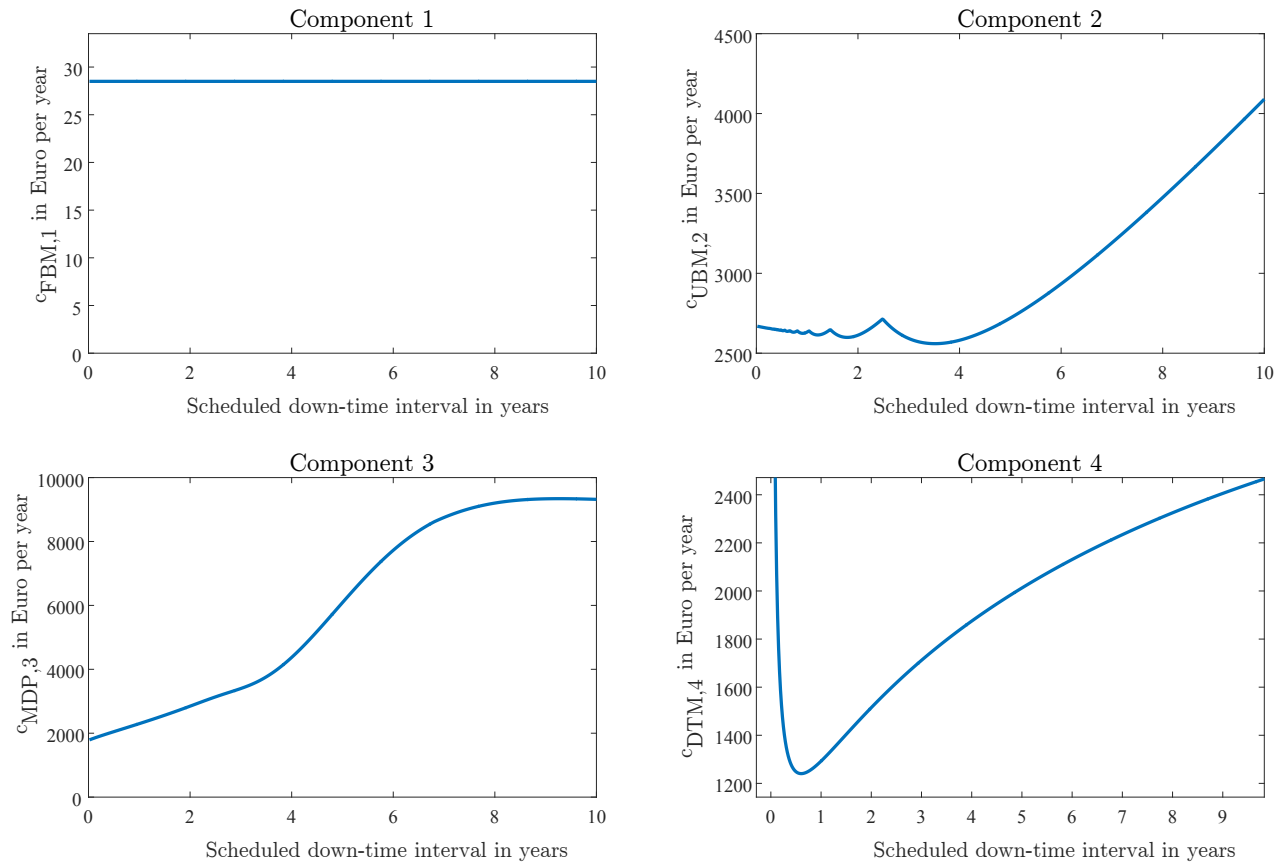 Component 1
c_FBM,1 in Euro per year
30
25
20
15
10
5
0
0 2 4 6 8 10
Scheduled down-time interval in years
Component 2
c_UBM,2 in Euro per year
4500
4000
3500
3000
2500
0 2 4 6 8 10
Scheduled down-time interval in years
Component 3
c_MDP,3 in Euro per year
10000
8000
6000
4000
2000
0
0 2 4 6 8 10
Scheduled down-time interval in years
Component 4
c_DTM,4 in Euro per year
2400
2200
2000
1800
1600
1400
1200
0 1 2 3 4 5 6 7 8 9
Scheduled down-time interval in years